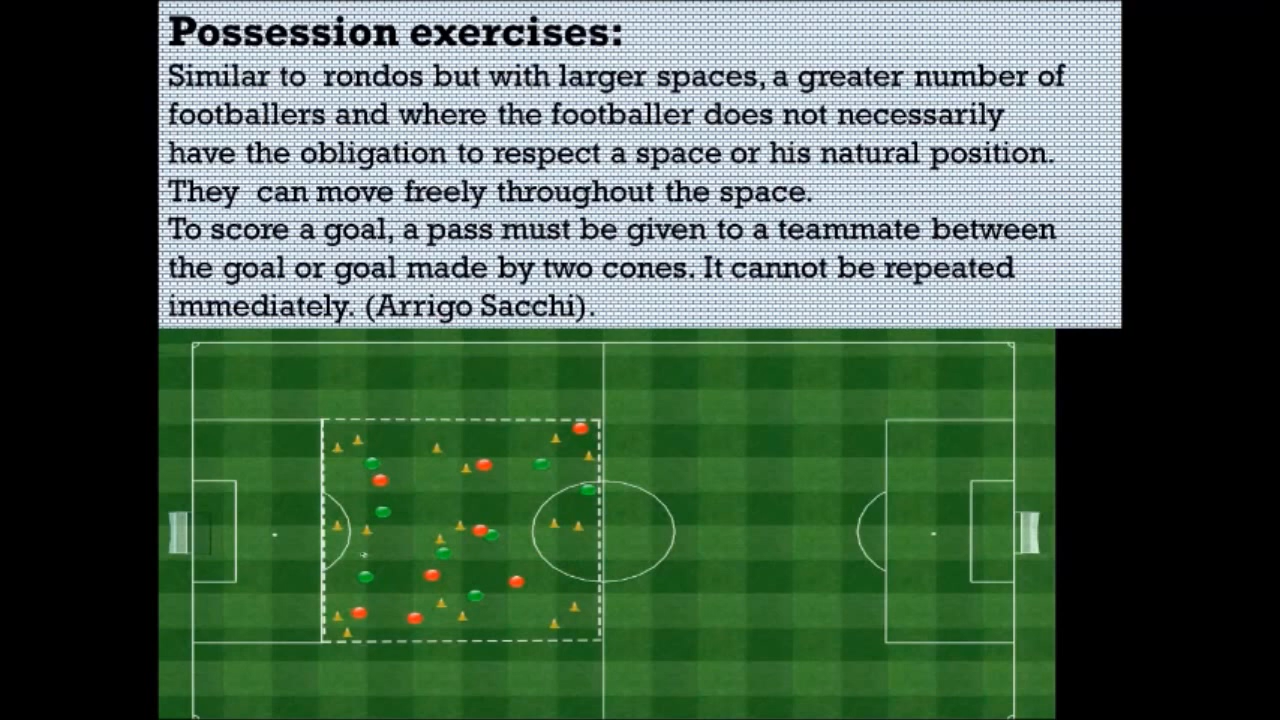 Possession exercises:
Similar to  rondos but with larger spaces, a greater number of
footballers and where the footballer does not necessarily
have the obligation to respect a space or his natural position.
They  can move freely throughout the space.
To score a goal, a pass must be given to a teammate between
the goal or goal made by two cones. It cannot be repeated
immediately. (Arrigo Sacchi).